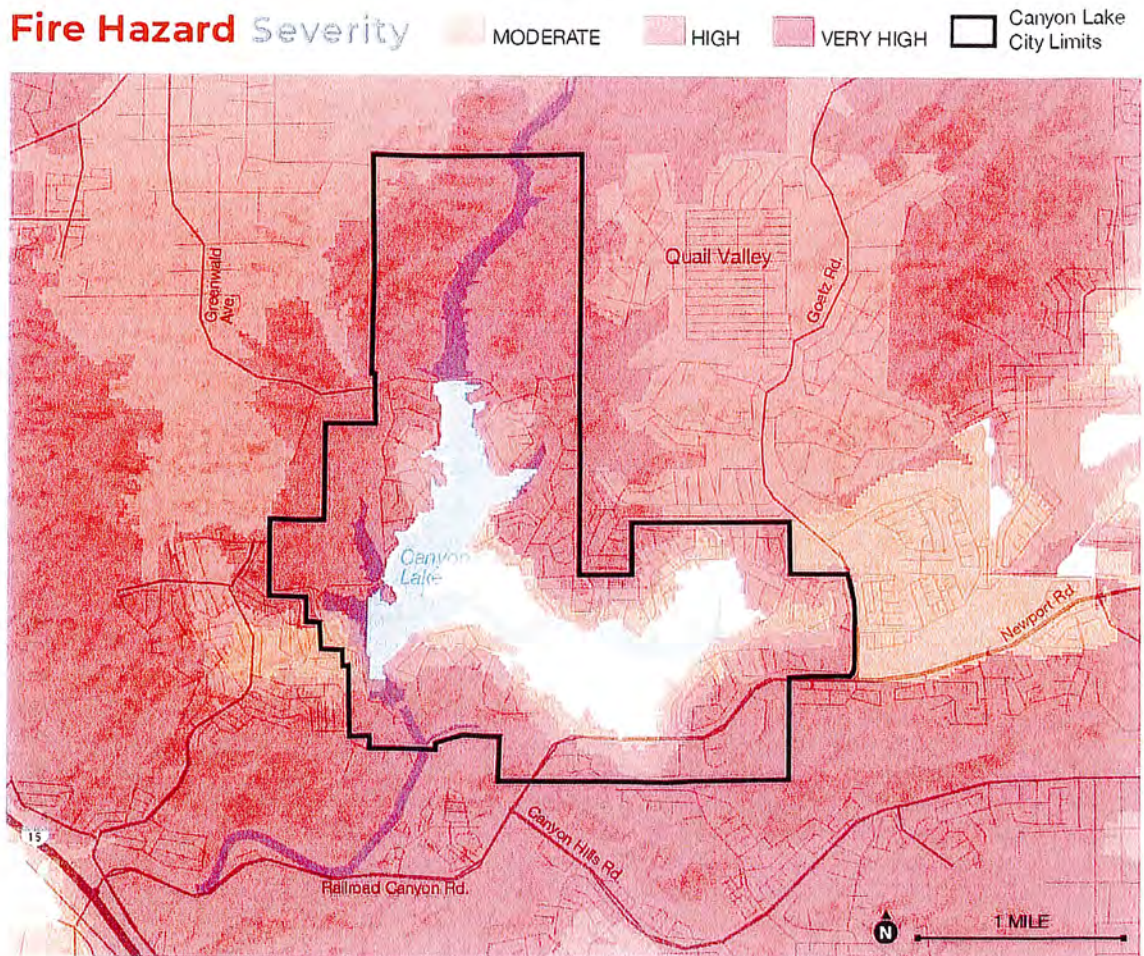 Fire Hazard Severity
MODERATE
HIGH
VERY HIGH
Canyon Lake
City Limits
Quail Valley
Greenwald
Ave.
Goetz Rd.
Canyon
Lake
Newport Rd.
Canyon Hills Rd
15
Railroad Canyon Rd.
N
1 MILE